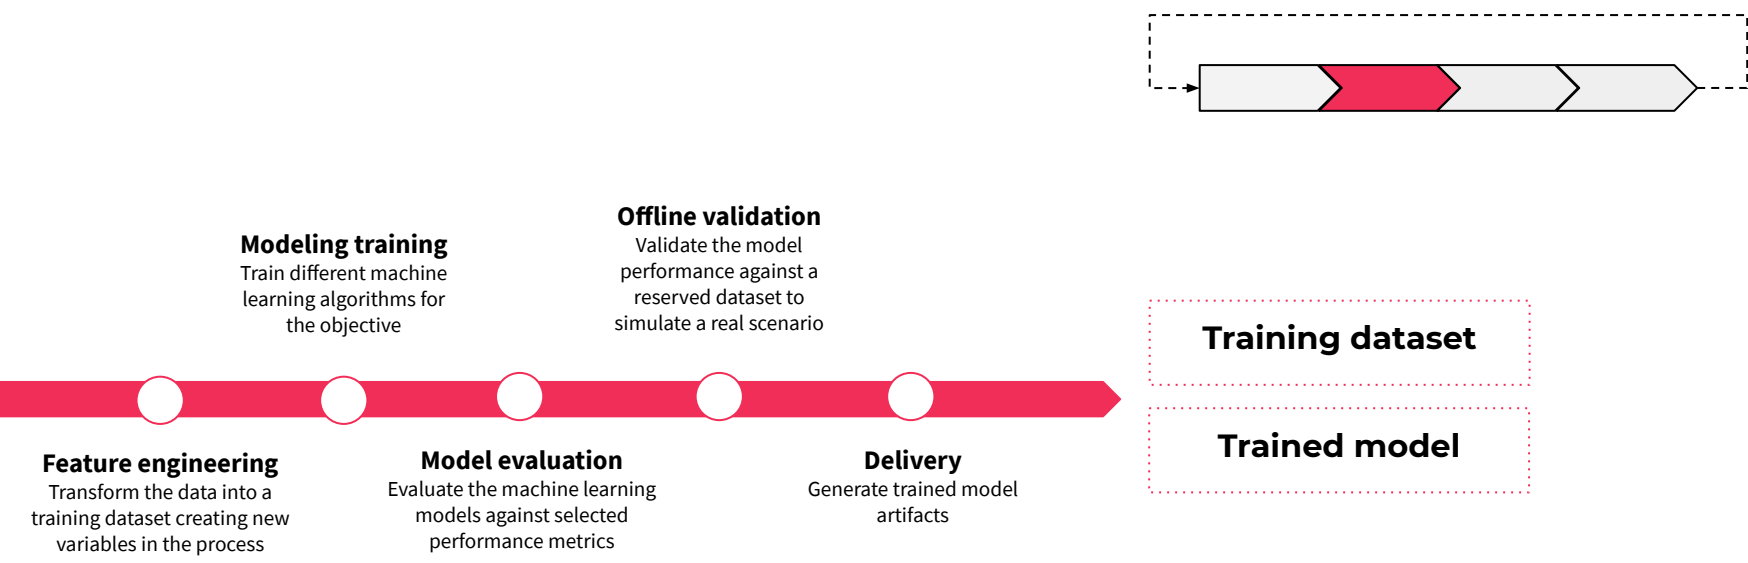 Offline validation
Validate the model
performance against a
reserved dataset to
simulate a real scenario
Modeling training
Train different machine
learning algorithms for
the objective
Training dataset
Trained model
Feature engineering
Transform the data into a
training dataset creating new
variables in the process
Model evaluation
Evaluate the machine learning
models against selected
performance metrics
Delivery
Generate trained model
artifacts